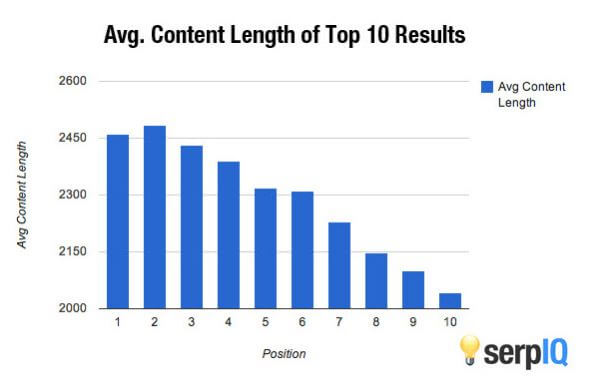 Avg. Content Length of Top 10 Results
2600
2450
2300
2150
2000
Avg Content Length
Avg Content
Length
1 2 3 4 5 6 7 8 9 10
Position
serpIQ